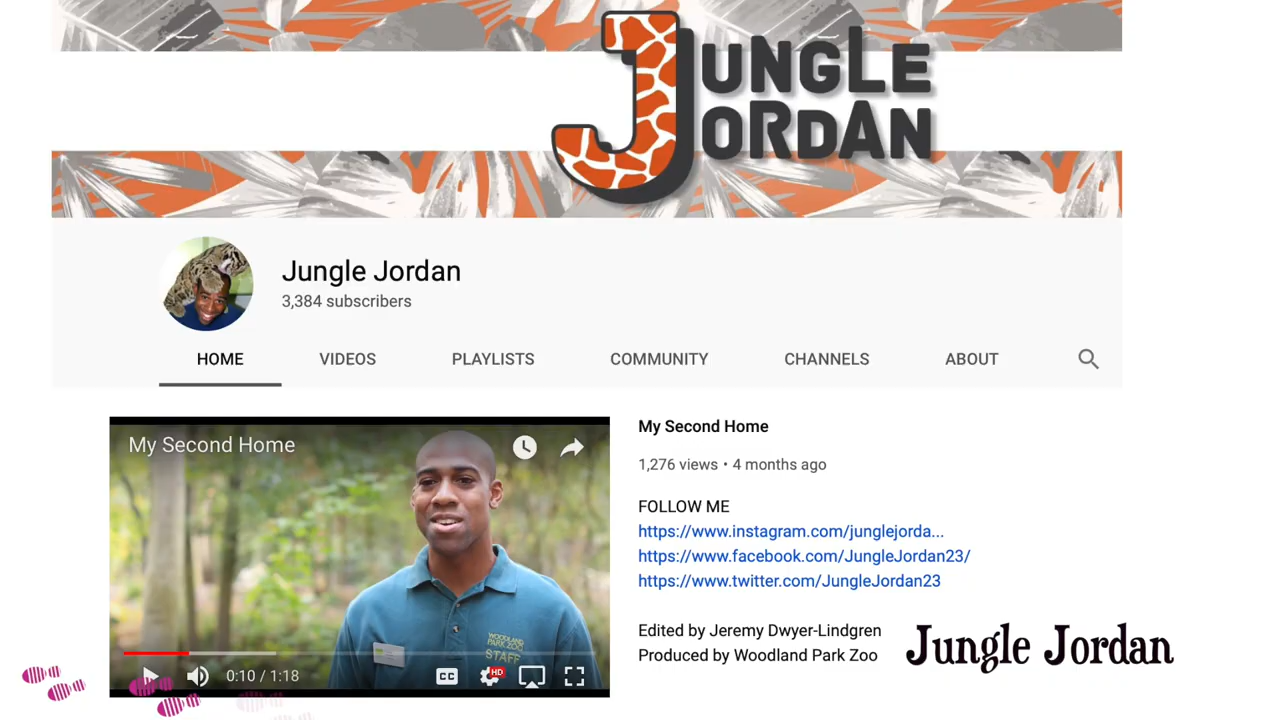 JUNGLE
JORDAN
Jungle Jordan
3,384 subscribers
HOME VIDEOS PLAYLISTS COMMUNITY CHANNELS ABOUT
My Second Home
WOODLAND
PARK ZOO
STAFF
CC HD
0:10 / 1:18
My Second Home
1,276 views • 4 months ago
FOLLOW ME
https://www.instagram.com/junglejorda...
https://www.facebook.com/JungleJordan23/
https://www.twitter.com/JungleJordan23
Edited by Jeremy Dwyer-Lindgren
Produced by Woodland Park Zoo
Jungle Jordan